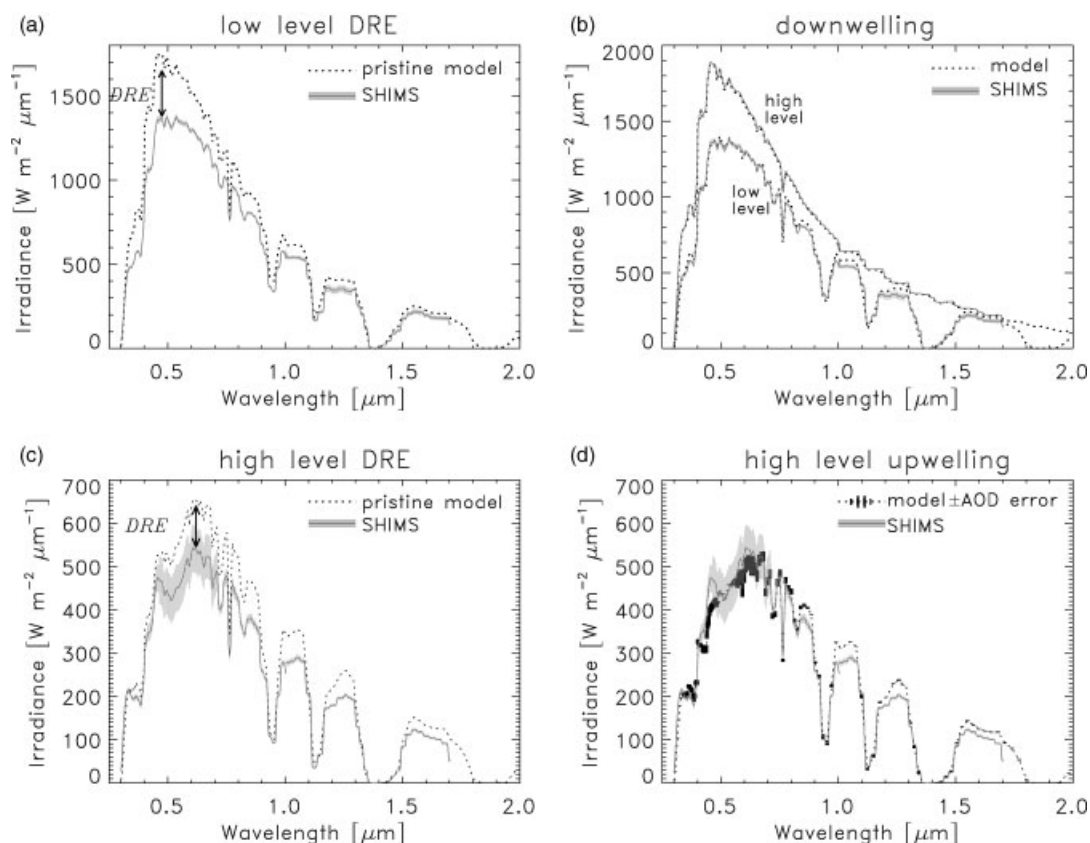 (a) low level DRE
pristine model
SHIMS
DRE
Irradiance [W m⁻² μm⁻¹]
1500
1000
500
0
0.5 1.0 1.5 2.0
Wavelength [μm]
(b) downwelling
model
SHIMS
high
level
low
level
Irradiance [W m⁻² μm⁻¹]
2000
1500
1000
500
0
0.5 1.0 1.5 2.0
Wavelength [μm]
(c) high level DRE
pristine model
SHIMS
DRE
Irradiance [W m⁻² μm⁻¹]
700
600
500
400
300
200
100
0
0.5 1.0 1.5 2.0
Wavelength [μm]
(d) high level upwelling
model±AOD error
SHIMS
Irradiance [W m⁻² μm⁻¹]
700
600
500
400
300
200
100
0
0.5 1.0 1.5 2.0
Wavelength [μm]